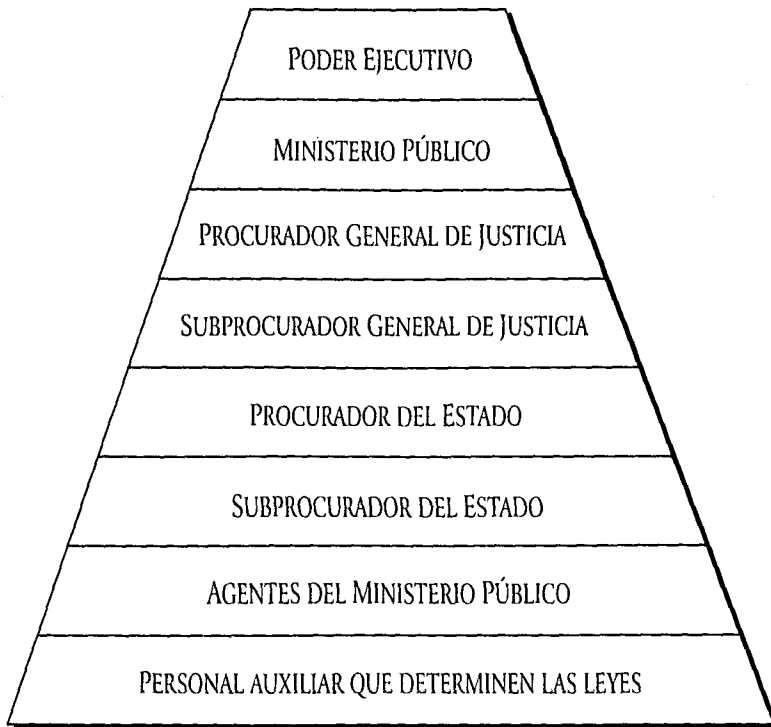 PODER EJECUTIVO
MINISTERIO PÚBLICO
PROCURADOR GENERAL DE JUSTICIA
SUBPROCURADOR GENERAL DE JUSTICIA
PROCURADOR DEL ESTADO
SUBPROCURADOR DEL ESTADO
AGENTES DEL MINISTERIO PÚBLICO
PERSONAL AUXILIAR QUE DETERMINEN LAS LEYES